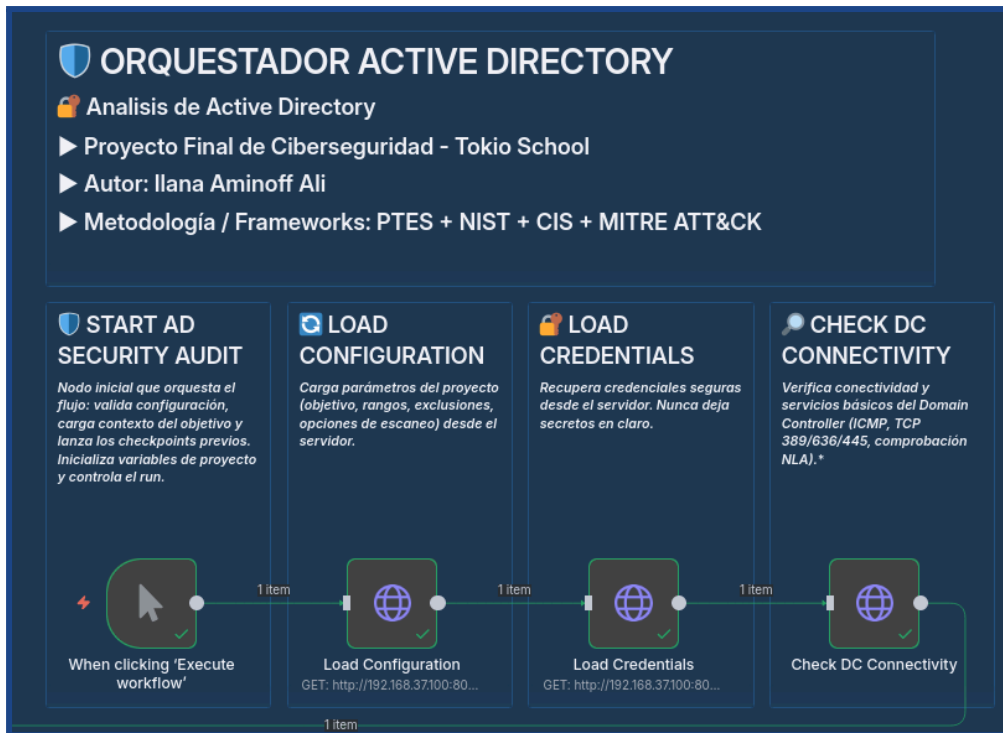 ORQUESTADOR ACTIVE DIRECTORY
Analisis de Active Directory
▶ Proyecto Final de Ciberseguridad - Tokio School
▶ Autor: Ilana Aminoff Ali
▶ Metodología / Frameworks: PTES + NIST + CIS + MITRE ATT&CK
START AD
SECURITY AUDIT
Nodo inicial que orquesta el
flujo: valida configuración,
carga contexto del objetivo y
lanza los checkpoints previos.
Inicializa variables de proyecto
y controla el run.
LOAD
CONFIGURATION
Carga parámetros del proyecto
(objetivo, rangos, exclusiones,
opciones de escaneo) desde el
servidor.
LOAD
CREDENTIALS
Recupera credenciales seguras
desde el servidor. Nunca deja
secretos en claro.
CHECK DC
CONNECTIVITY
Verifica conectividad y
servicios básicos del Domain
Controller (ICMP, TCP
389/636/445, comprobación
NLA).*
1 item
1 item
1 item
When clicking ‘Execute
workflow’
Load Configuration
GET: http://192.168.37.100:80...
Load Credentials
GET: http://192.168.37.100:80...
Check DC Connectivity
1 item